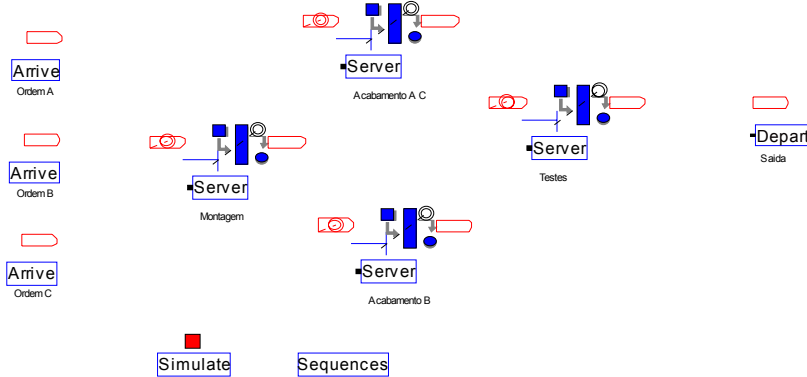 Arrive
Ordem A
Server
Acabamento A C
Arrive
Ordem B
Server
Montagem
Server
Testes
Depart
Saida
Arrive
Ordem C
Server
Acabamento B
Simulate
Sequences